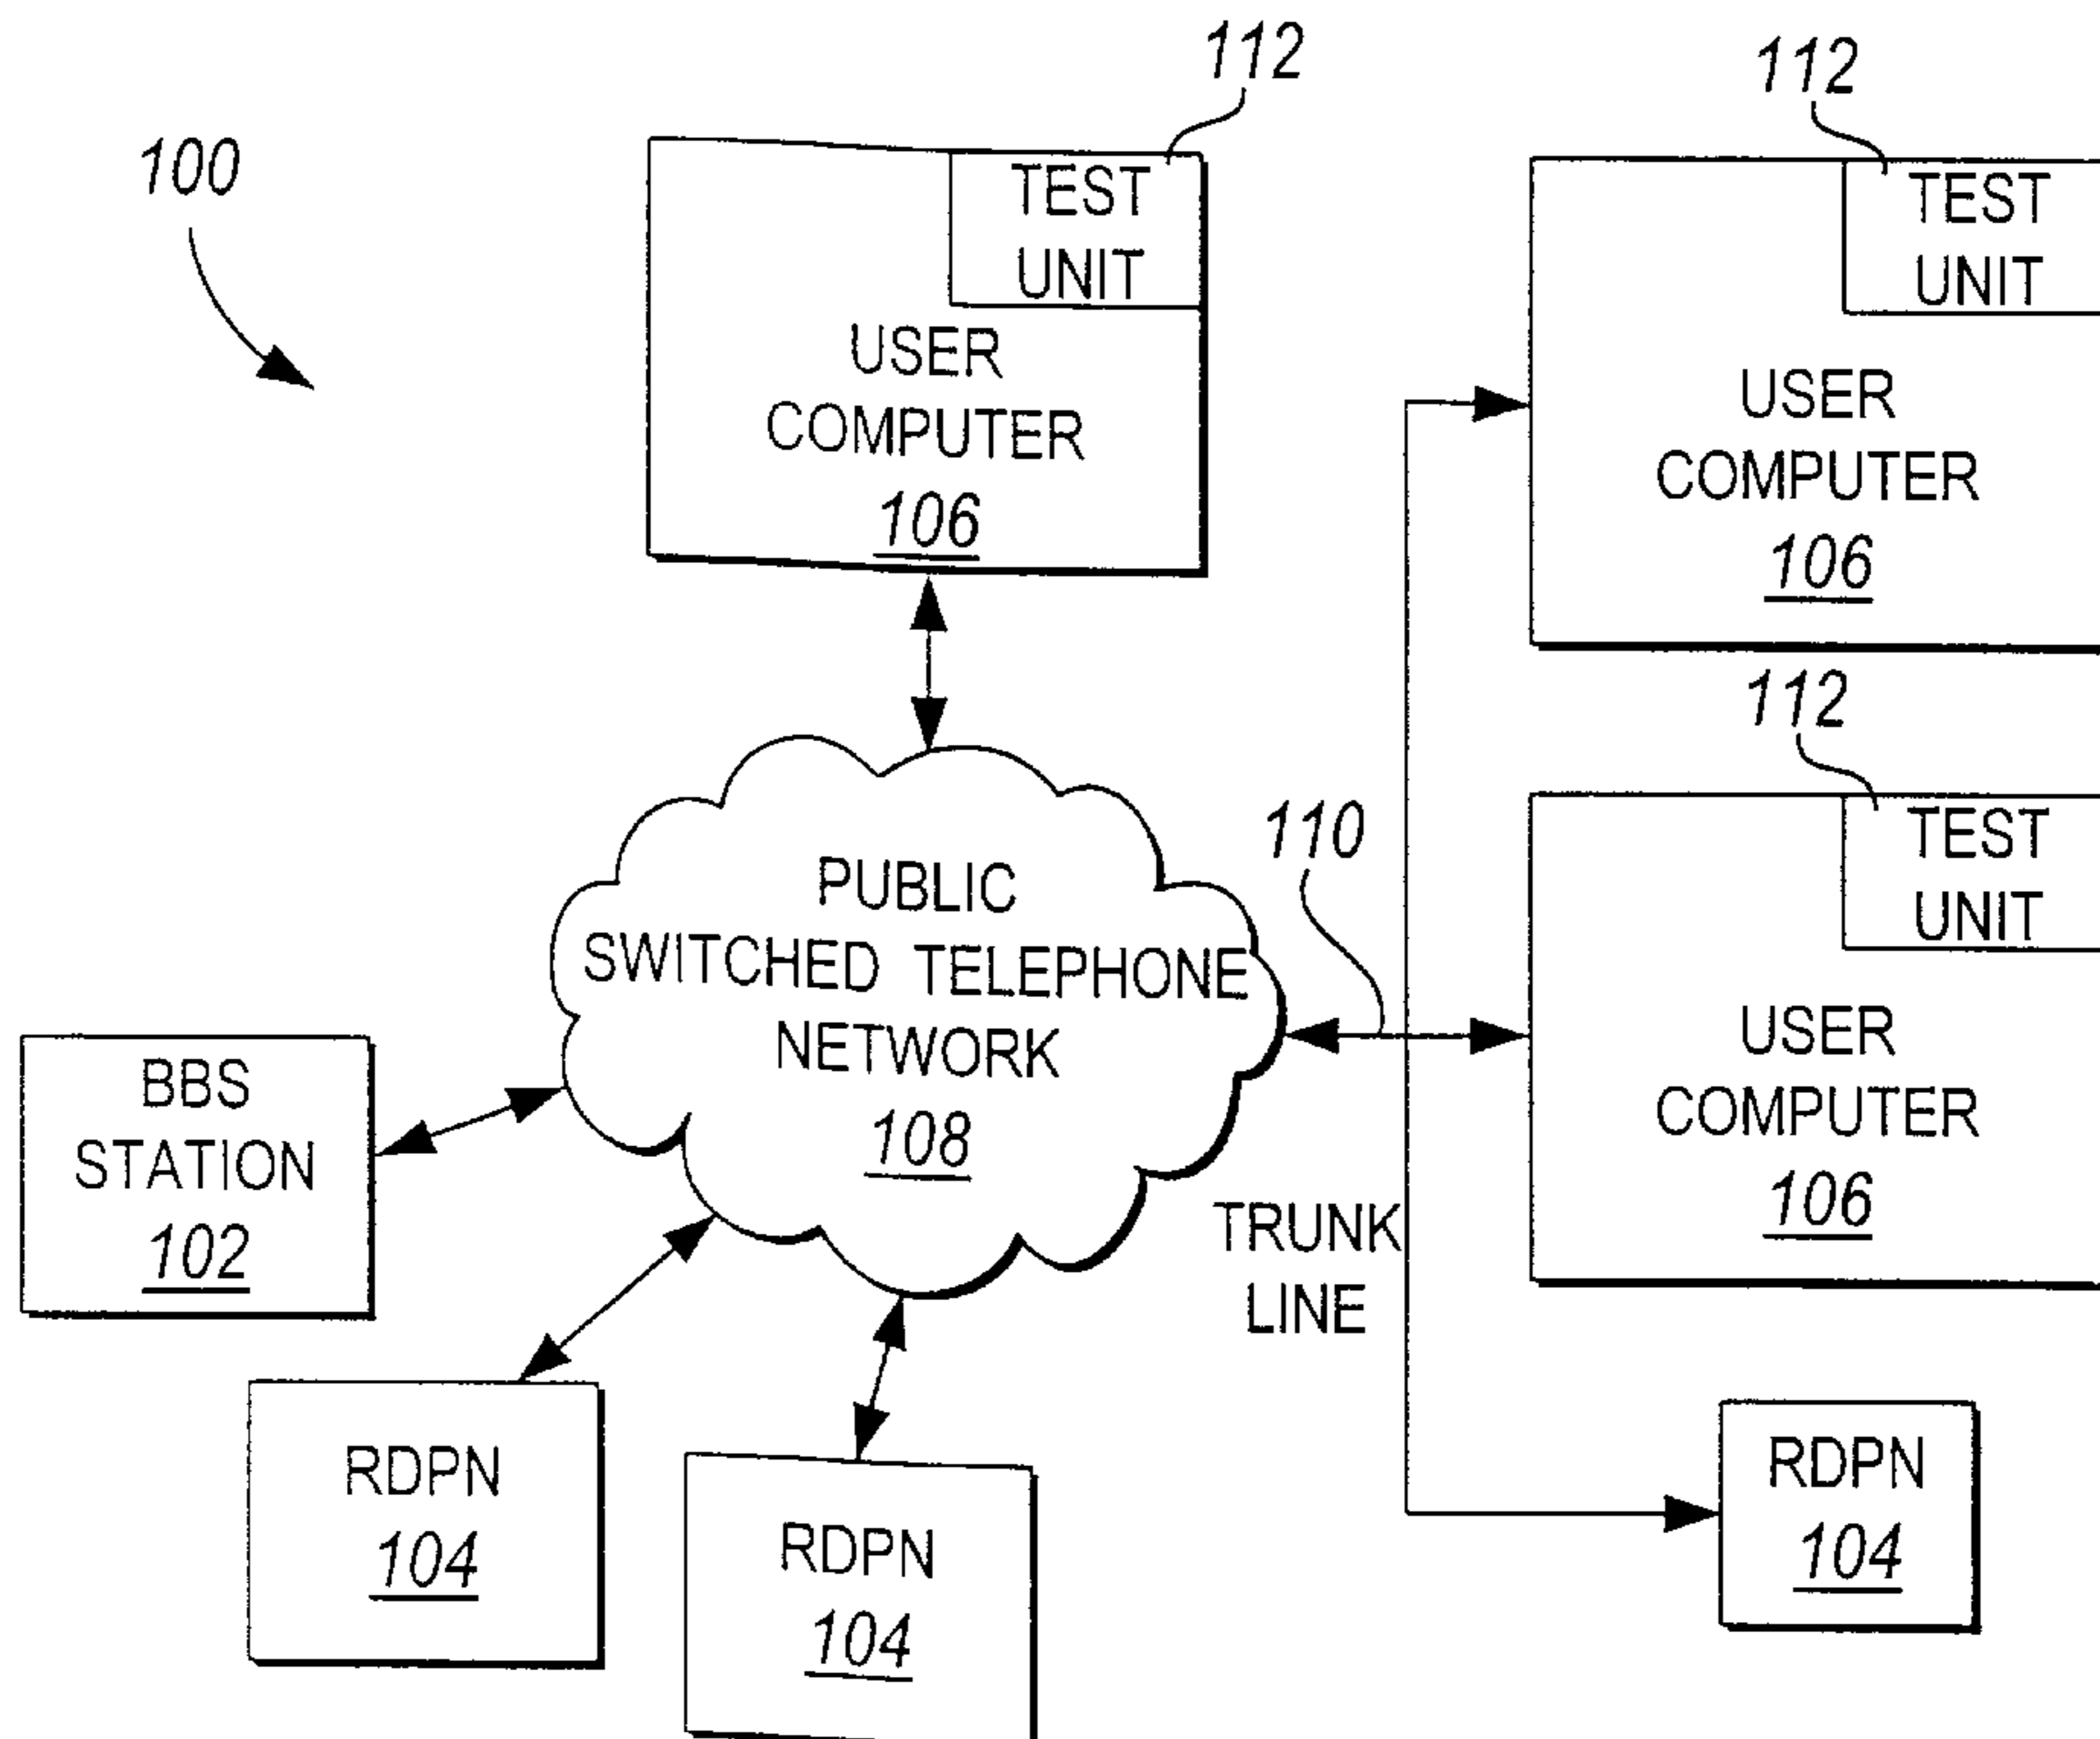 100
112
TEST
UNIT
USER
COMPUTER
106
112
TEST
UNIT
USER
COMPUTER
106
112
TEST
UNIT
USER
COMPUTER
106
110
PUBLIC
SWITCHED TELEPHONE
NETWORK
108
TRUNK
LINE
BBS
STATION
102
RDPN
104
RDPN
104
RDPN
104